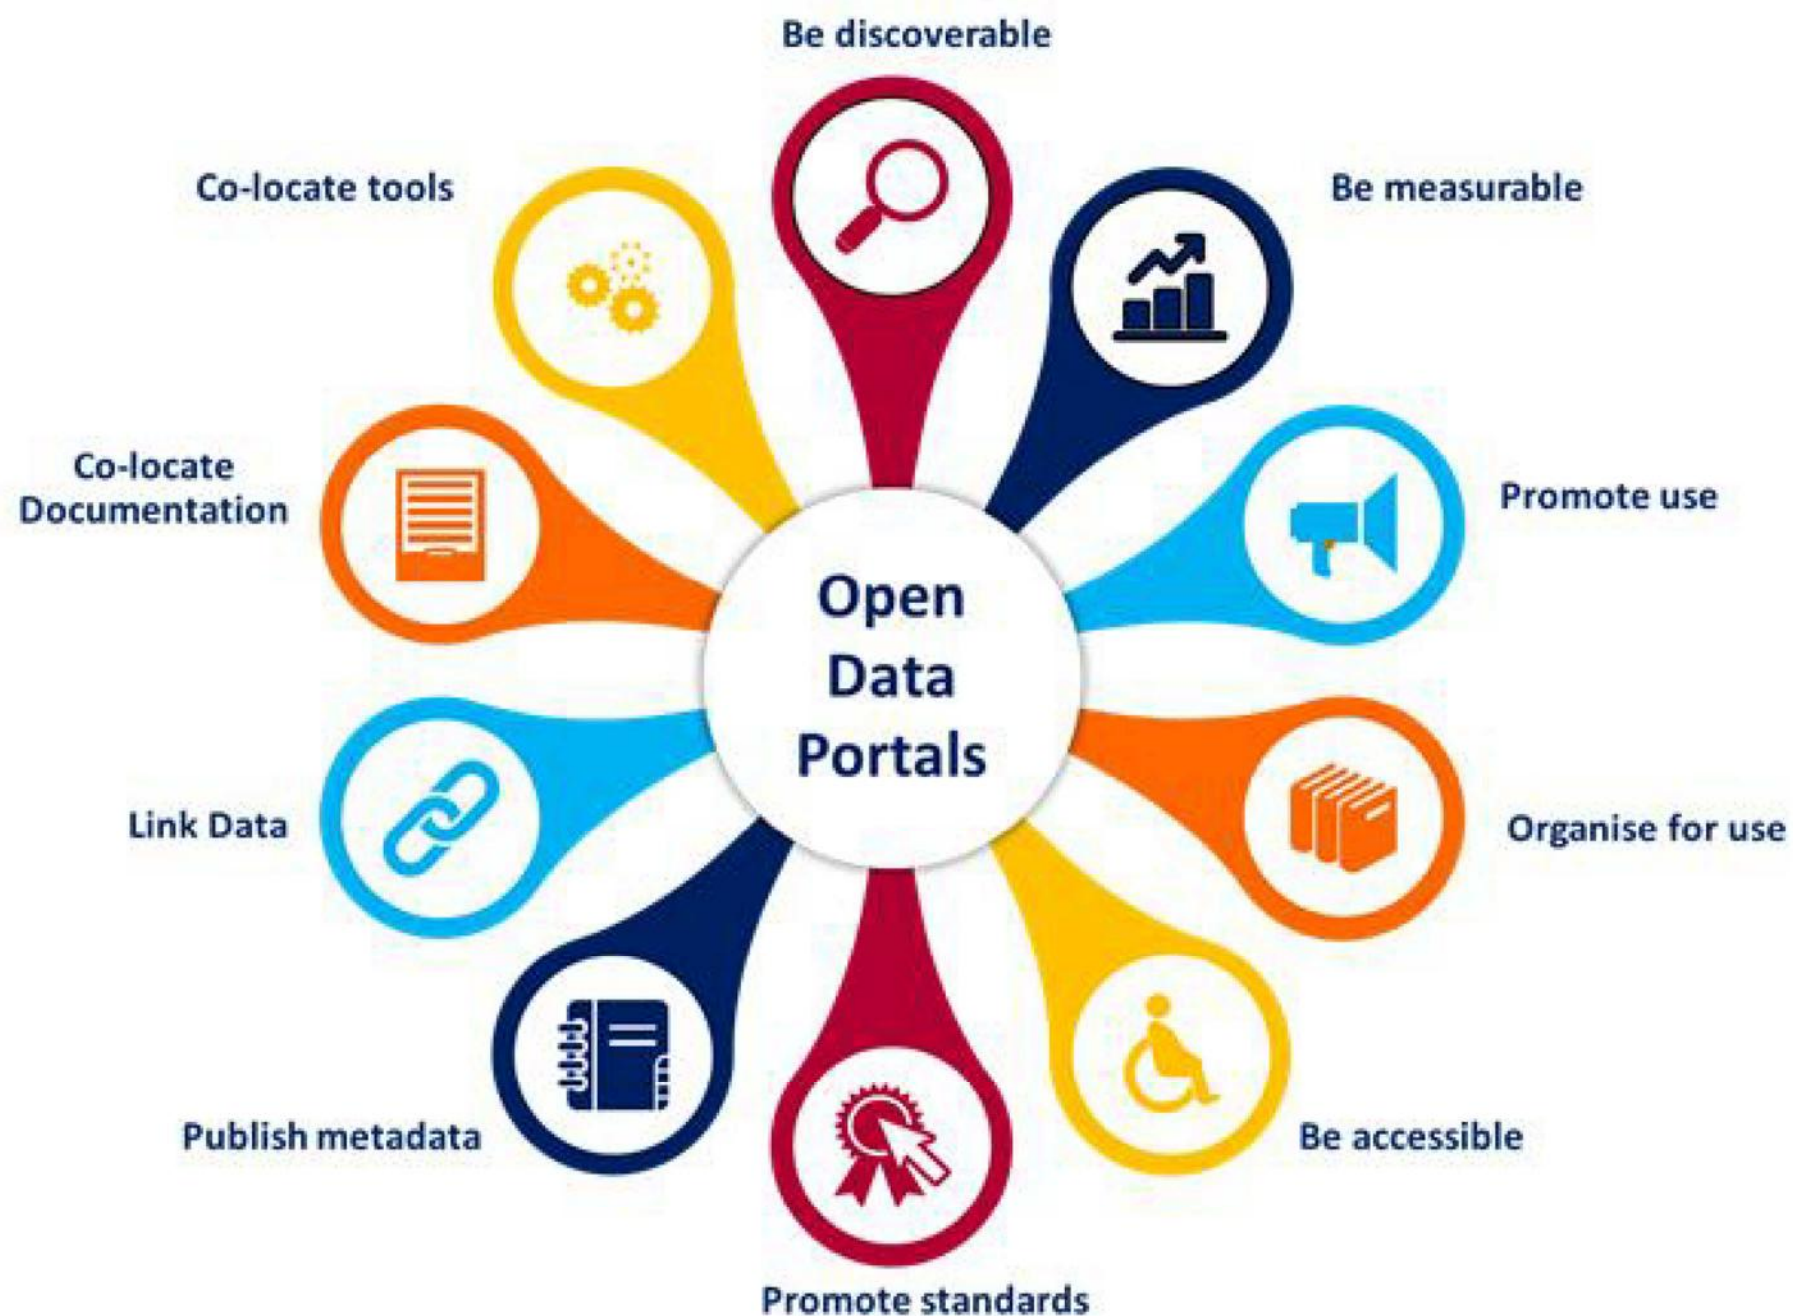 Be discoverable
Co-locate tools
Be measurable
Co-locate
Documentation
Promote use
Open
Data
Portals
Link Data
Organise for use
Publish metadata
Be accessible
Promote standards